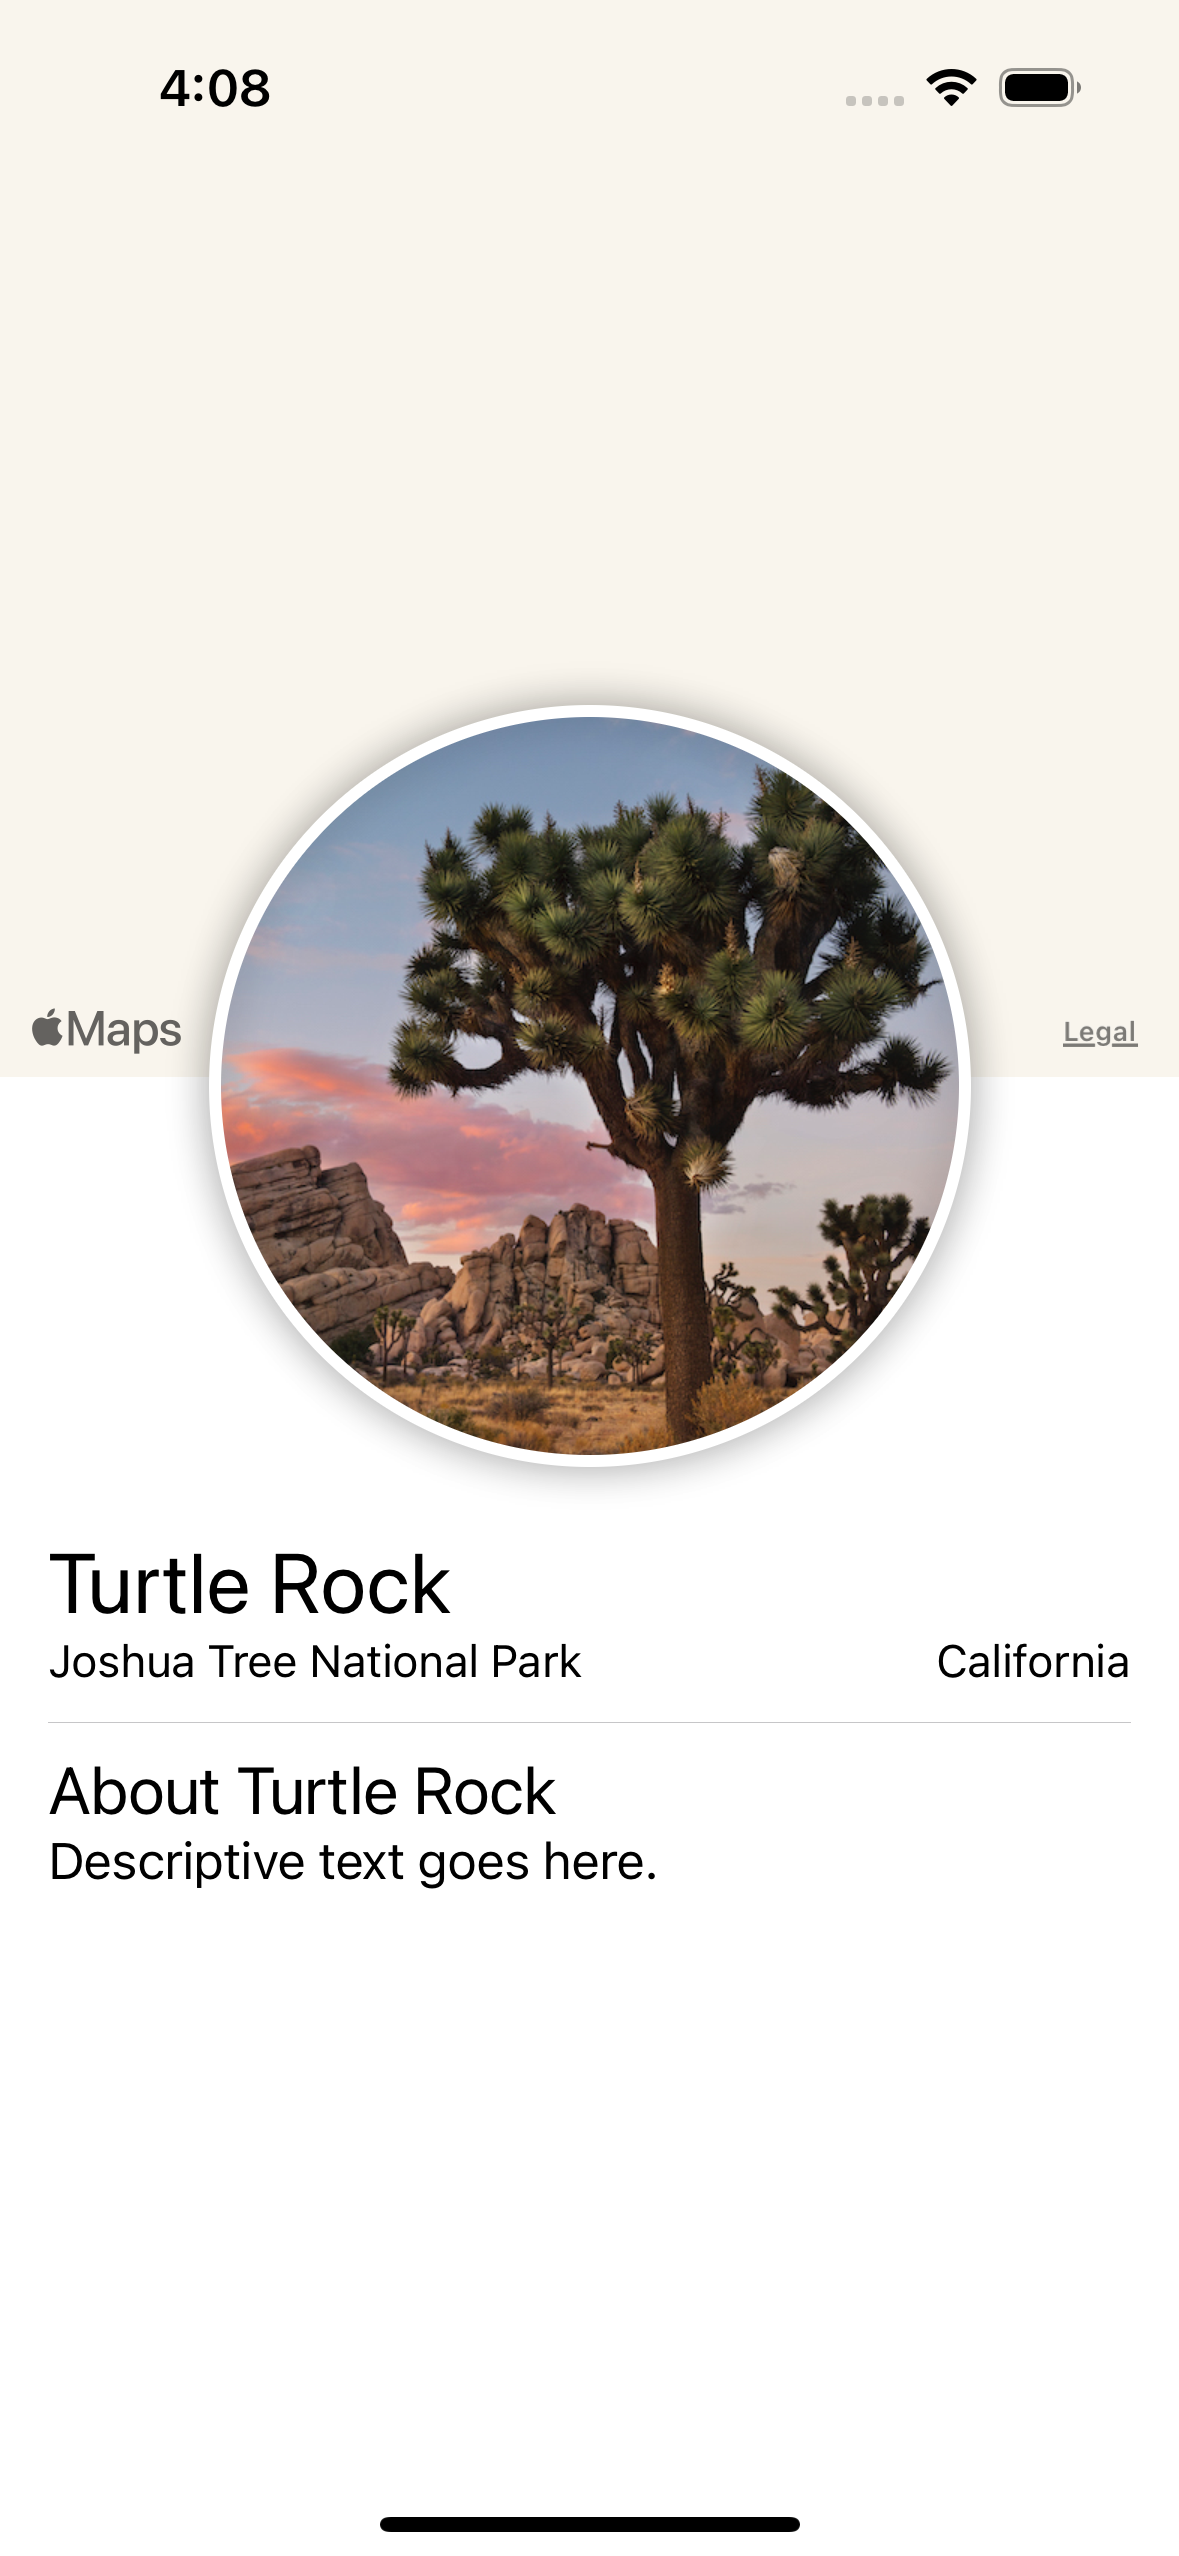 4:08
Maps
Legal
Turtle Rock
Joshua Tree National Park California
About Turtle Rock
Descriptive text goes here.